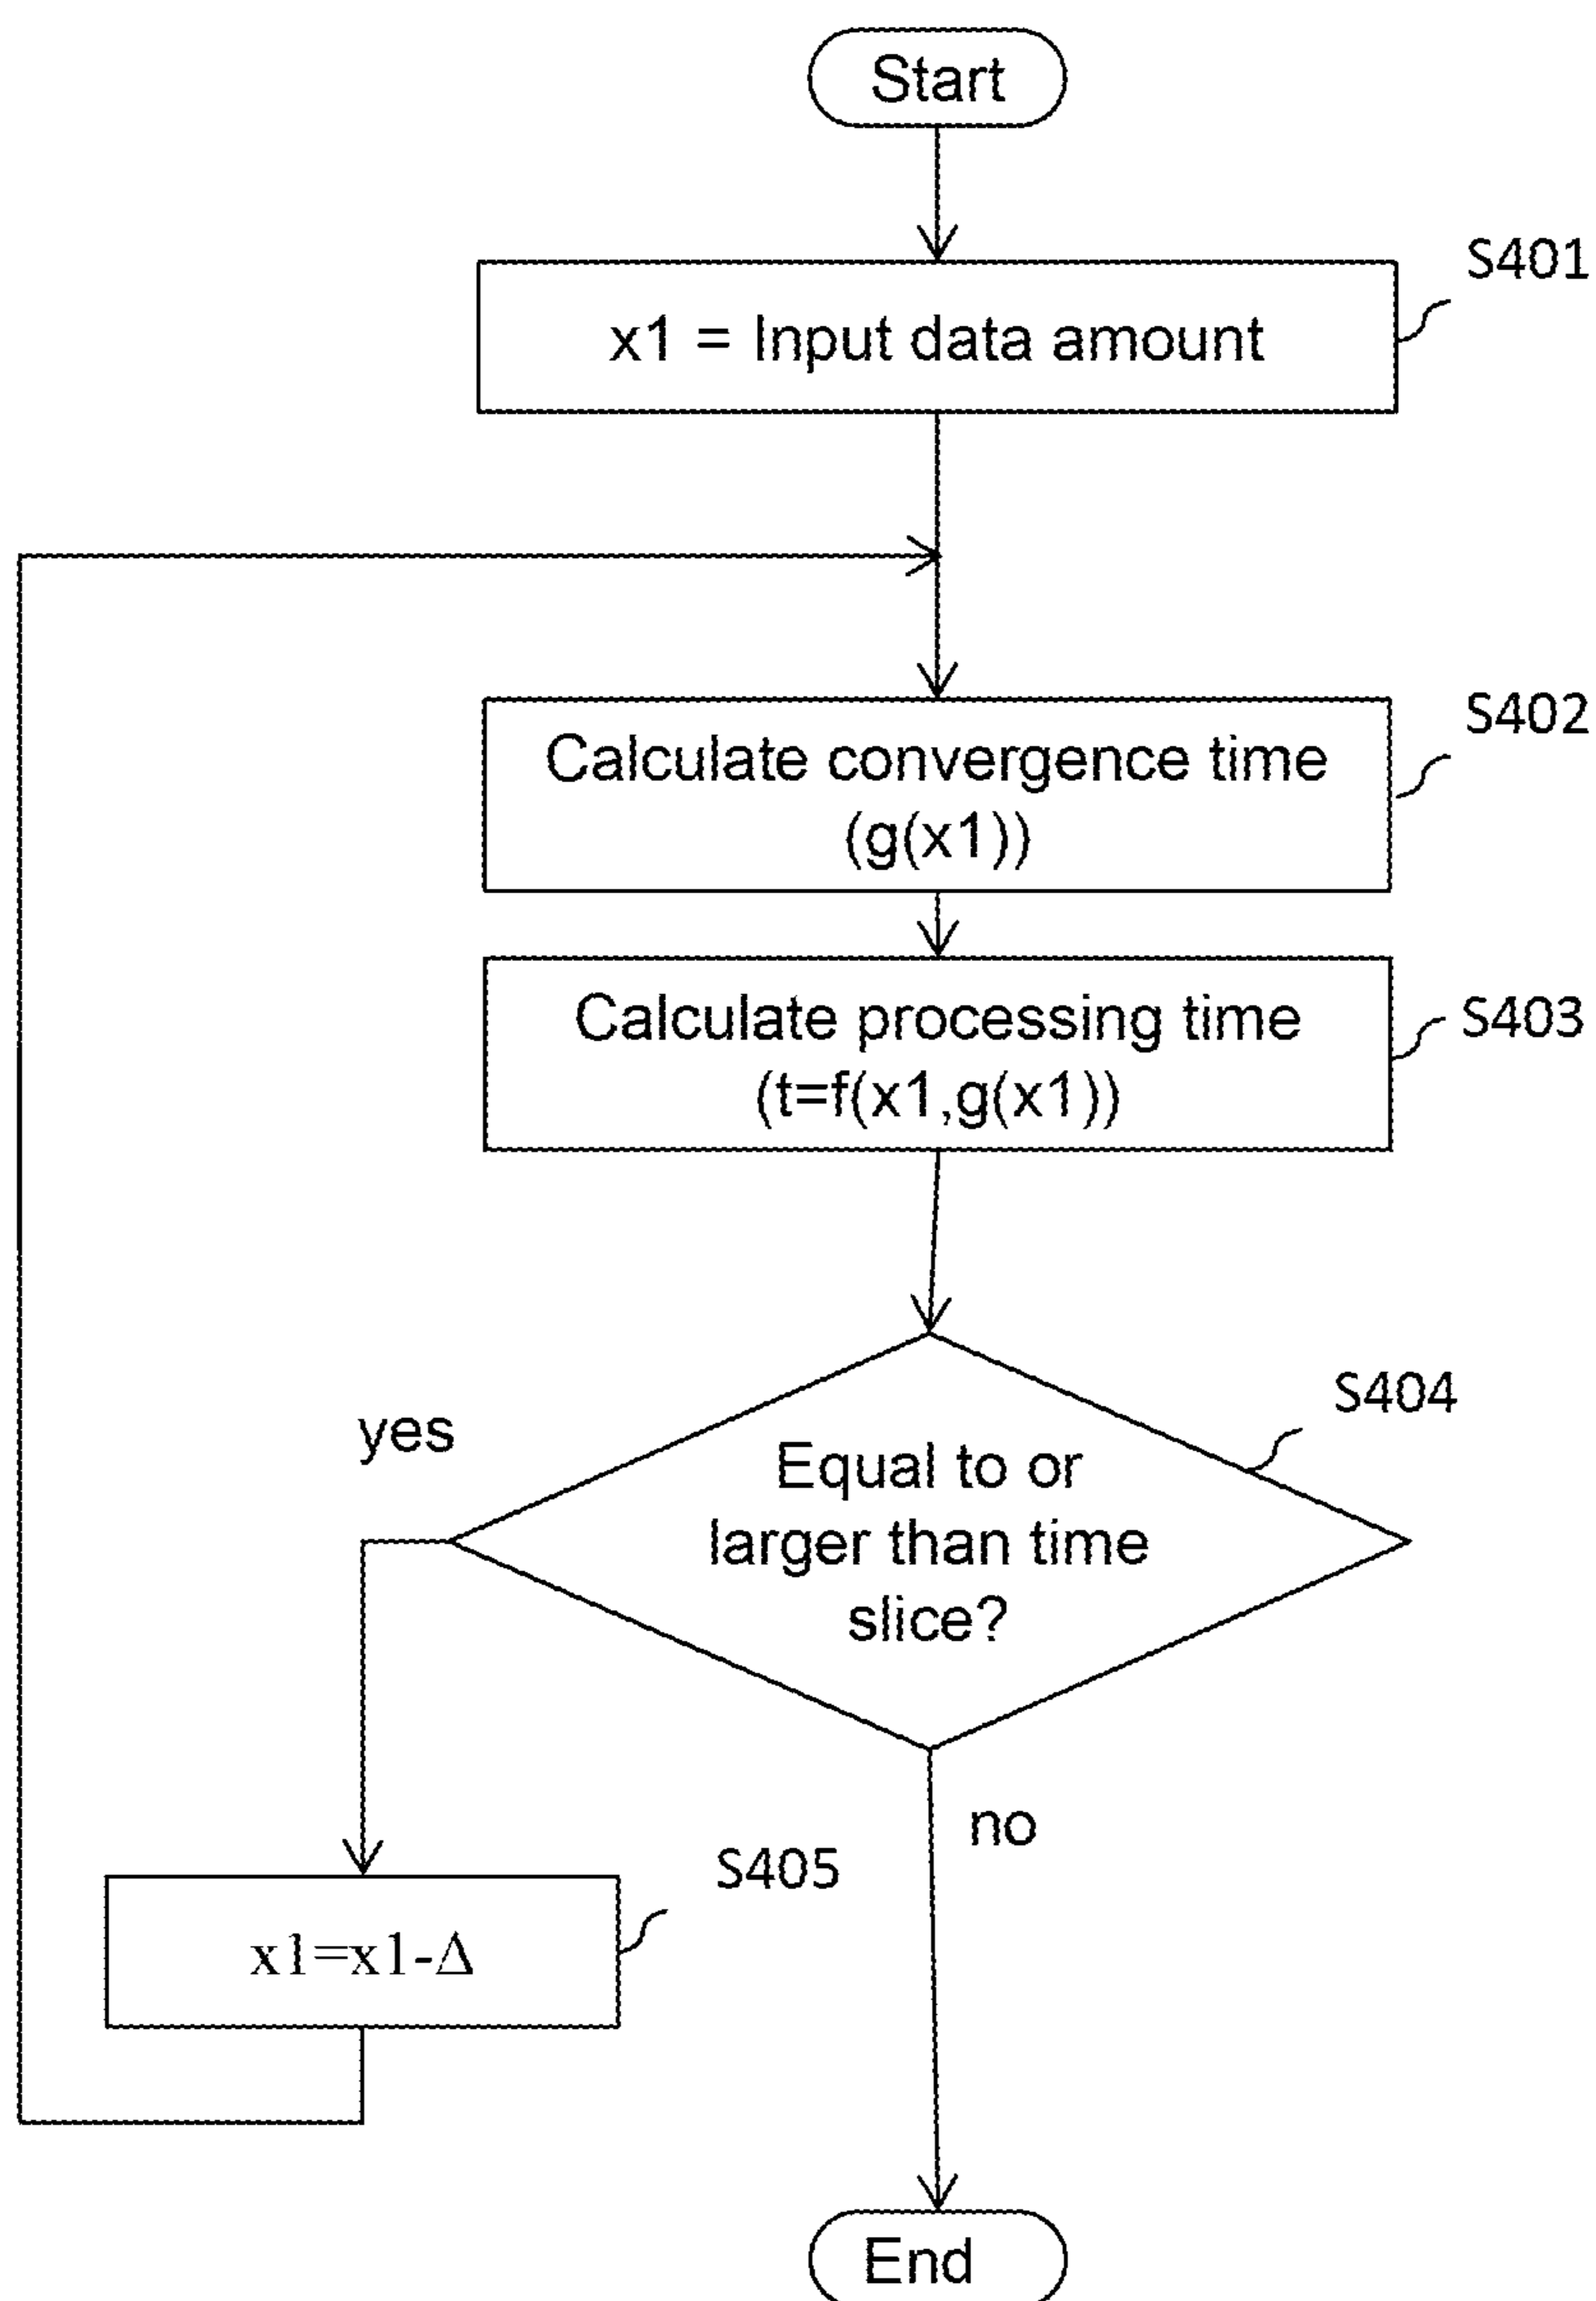 Start
S401
x1 = Input data amount
S402
Calculate convergence time
(g(x1))
Calculate processing time
S403
(t=f(x1,g(x1))
S404
yes
Equal to or
larger than time
slice?
no
S405
x1=x1-Δ
End